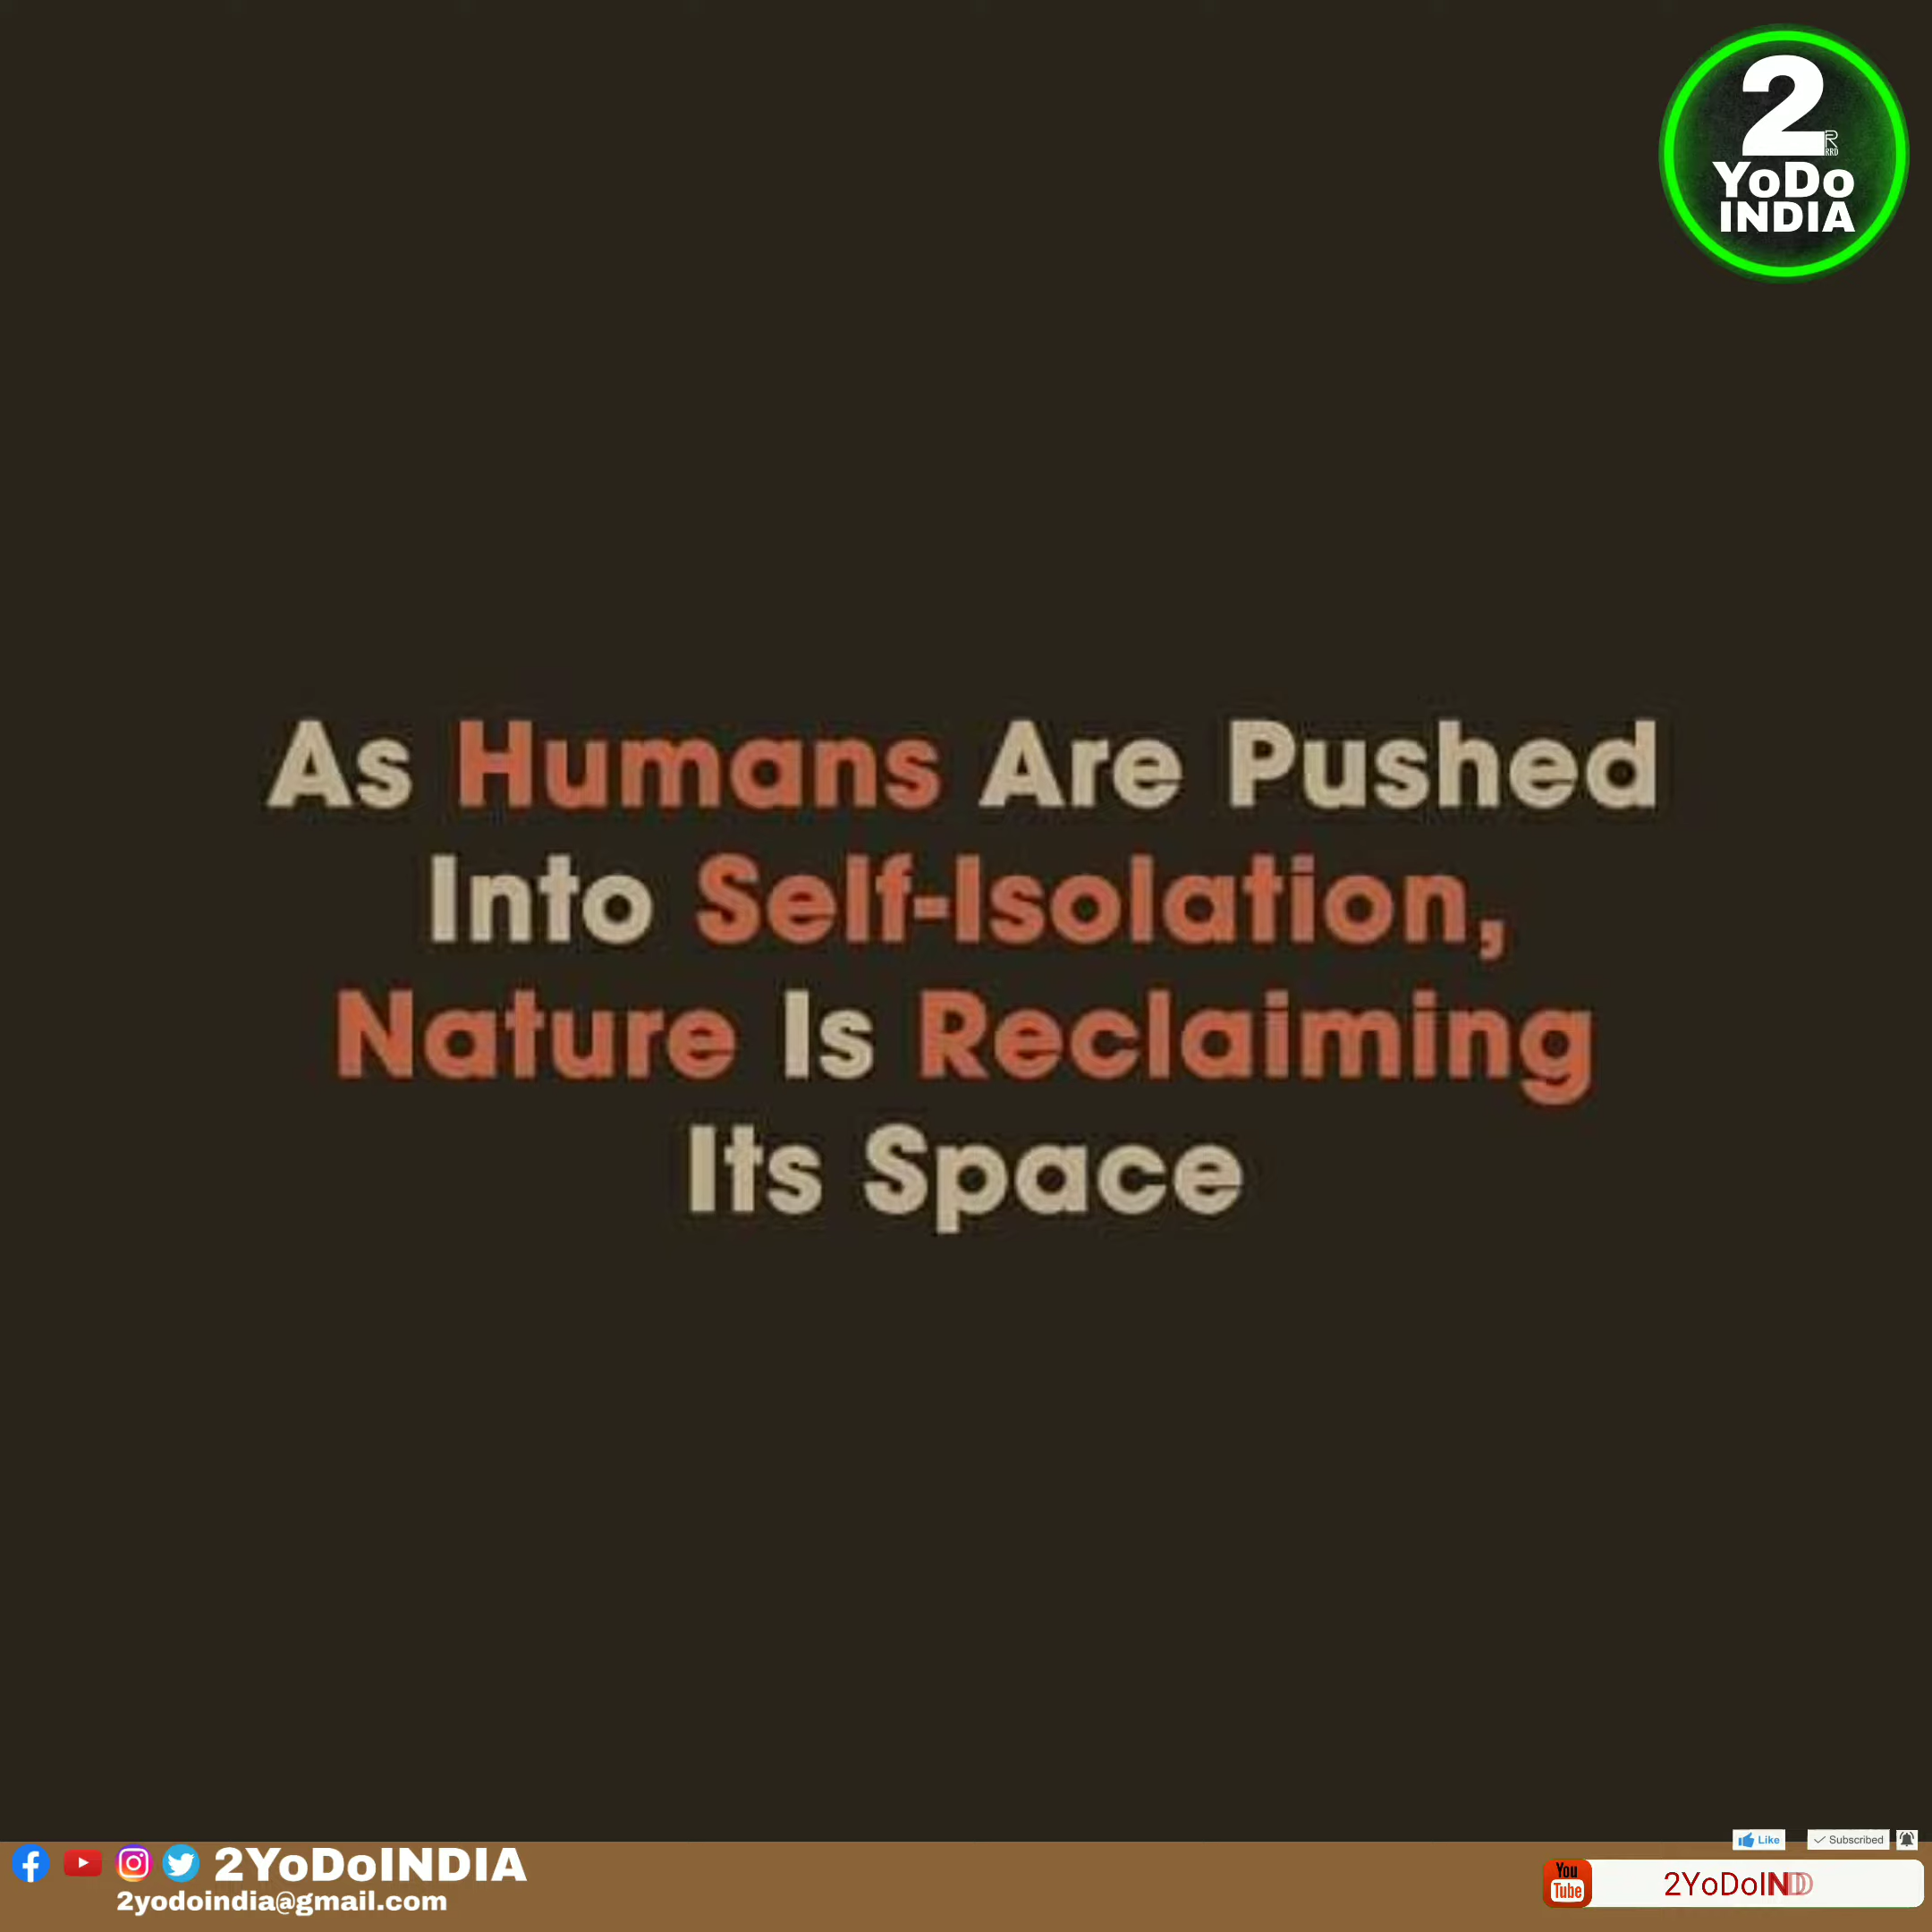 2
YoDo
INDIA
As Humans Are Pushed
Into Self-Isolation,
Nature Is Reclaiming
Its Space
Like
Subscribed
2YoDoINDIA
2yodoindia@gmail.com
You
Tube
2YoDoIND